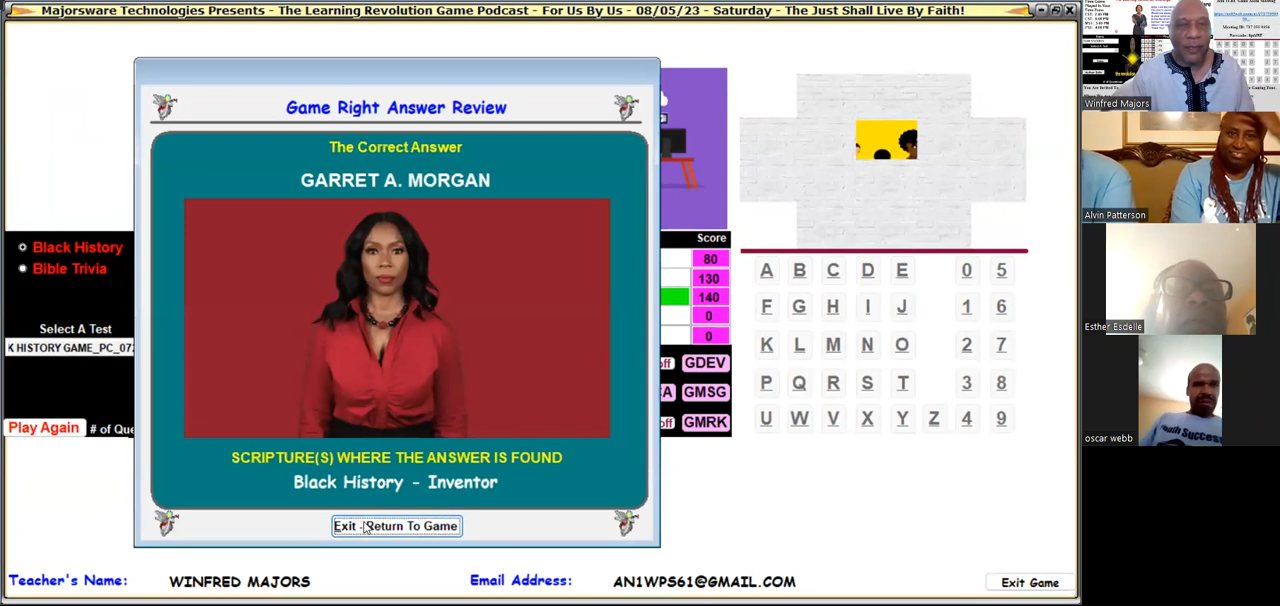 Majorsware Technologies Presents - The Learning Revolution Game Podcast - For Us By Us - 08/05/23 - Saturday - The Just Shall Live By Faith!
Game Right Answer Review
The Correct Answer
GARRET A. MORGAN
SCRIPTURE(S) WHERE THE ANSWER IS FOUND
Black History - Inventor
Exit - Return To Game
Black History
Bible Trivia
Select A Test
K HISTORY GAME_PC_072
Play Again # of Que
Score
80
130
140
0
0
off GDEV
CA GMSG
off GMRK
A B C D E 0 5
F G H I J 1 6
K L M N O 2 7
P Q R S T 3 8
U W V X Y Z 4 9
Teacher's Name: WINFRED MAJORS Email Address: AN1WPS61@GMAIL.COM Exit Game
Winfred Majors
Alvin Patterson
Esther Esdelle
oscar webb